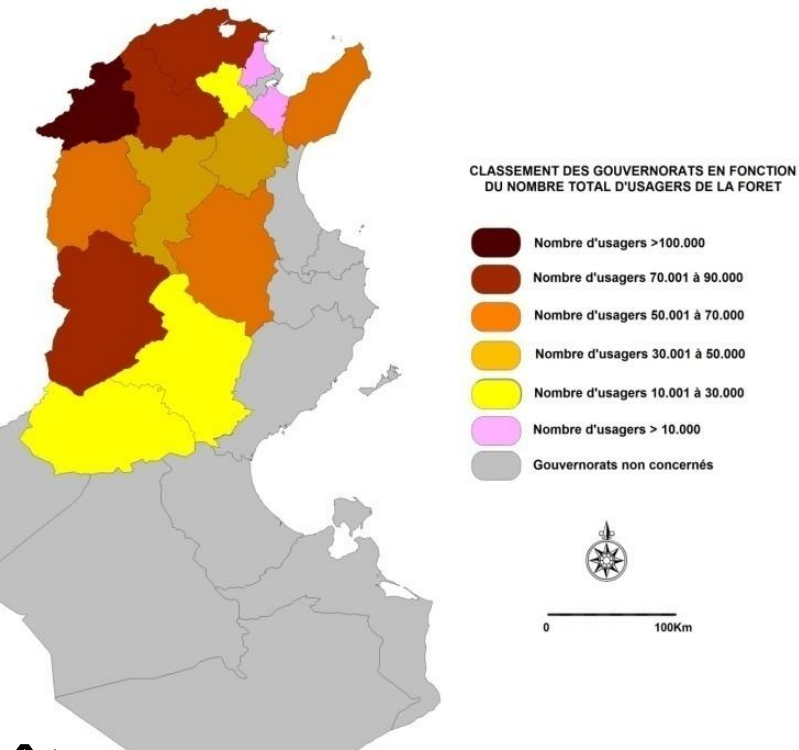 CLASSEMENT DES GOUVERNORATS EN FONCTION
DU NOMBRE TOTAL D'USAGERS DE LA FORET
Nombre d'usagers >100.000
Nombre d'usagers 70.001 à 90.000
Nombre d'usagers 50.001 à 70.000
Nombre d'usagers 30.001 à 50.000
Nombre d'usagers 10.001 à 30.000
Nombre d'usagers > 10.000
Gouvernorats non concernés
0 100Km